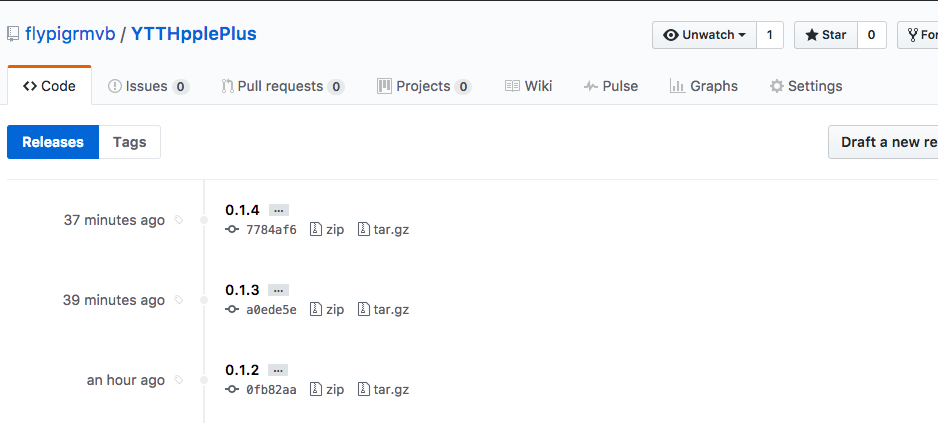 flypigrmvb / YTTHpplePlus Unwatch 1 Star 0 For
Code Issues 0 Pull requests 0 Projects 0 Wiki Pulse Graphs Settings
Releases Tags Draft a new re
0.1.4 ...
37 minutes ago
7784af6 zip tar.gz
0.1.3 ...
39 minutes ago
a0ede5e zip tar.gz
0.1.2 ...
an hour ago
0fb82aa zip tar.gz